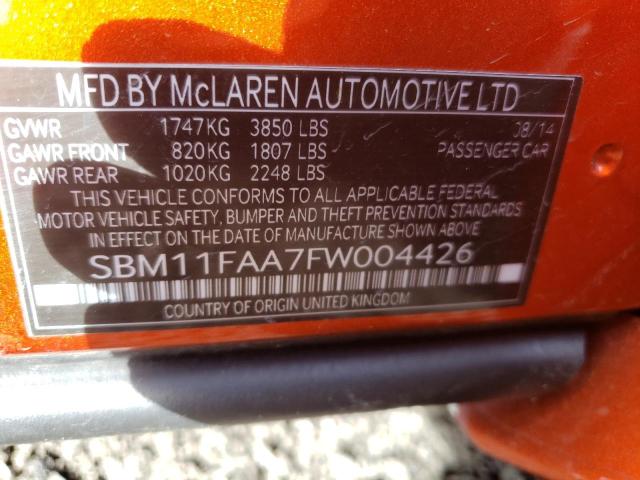 MFD BY McLAREN AUTOMOTIVE LTD
GVWR 1747KG 3850 LBS 08/14
GAWR FRONT 820KG 1807 LBS PASSENGER CAR
GAWR REAR 1020KG 2248 LBS
THIS VEHICLE CONFORMS TO ALL APPLICABLE FEDERAL
MOTOR VEHICLE SAFETY, BUMPER AND THEFT PREVENTION STANDARDS
IN EFFECT ON THE DATE OF MANUFACTURE SHOWN ABOVE
SBM11FAA7FW004426
COUNTRY OF ORIGIN UNITED KINGDOM